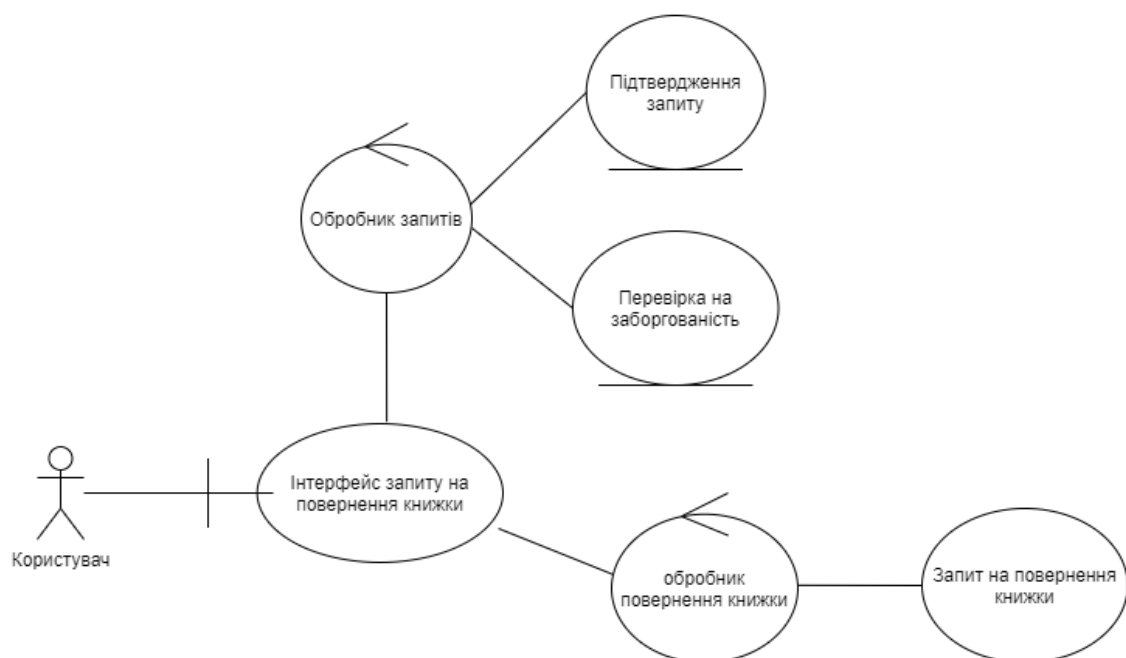 Підтвердження
запиту
Обробник запитів
Перевірка на
заборгованість
Інтерфейс запиту на
повернення книжки
Користувач
обробник
повернення книжки
Запит на повернення
книжки